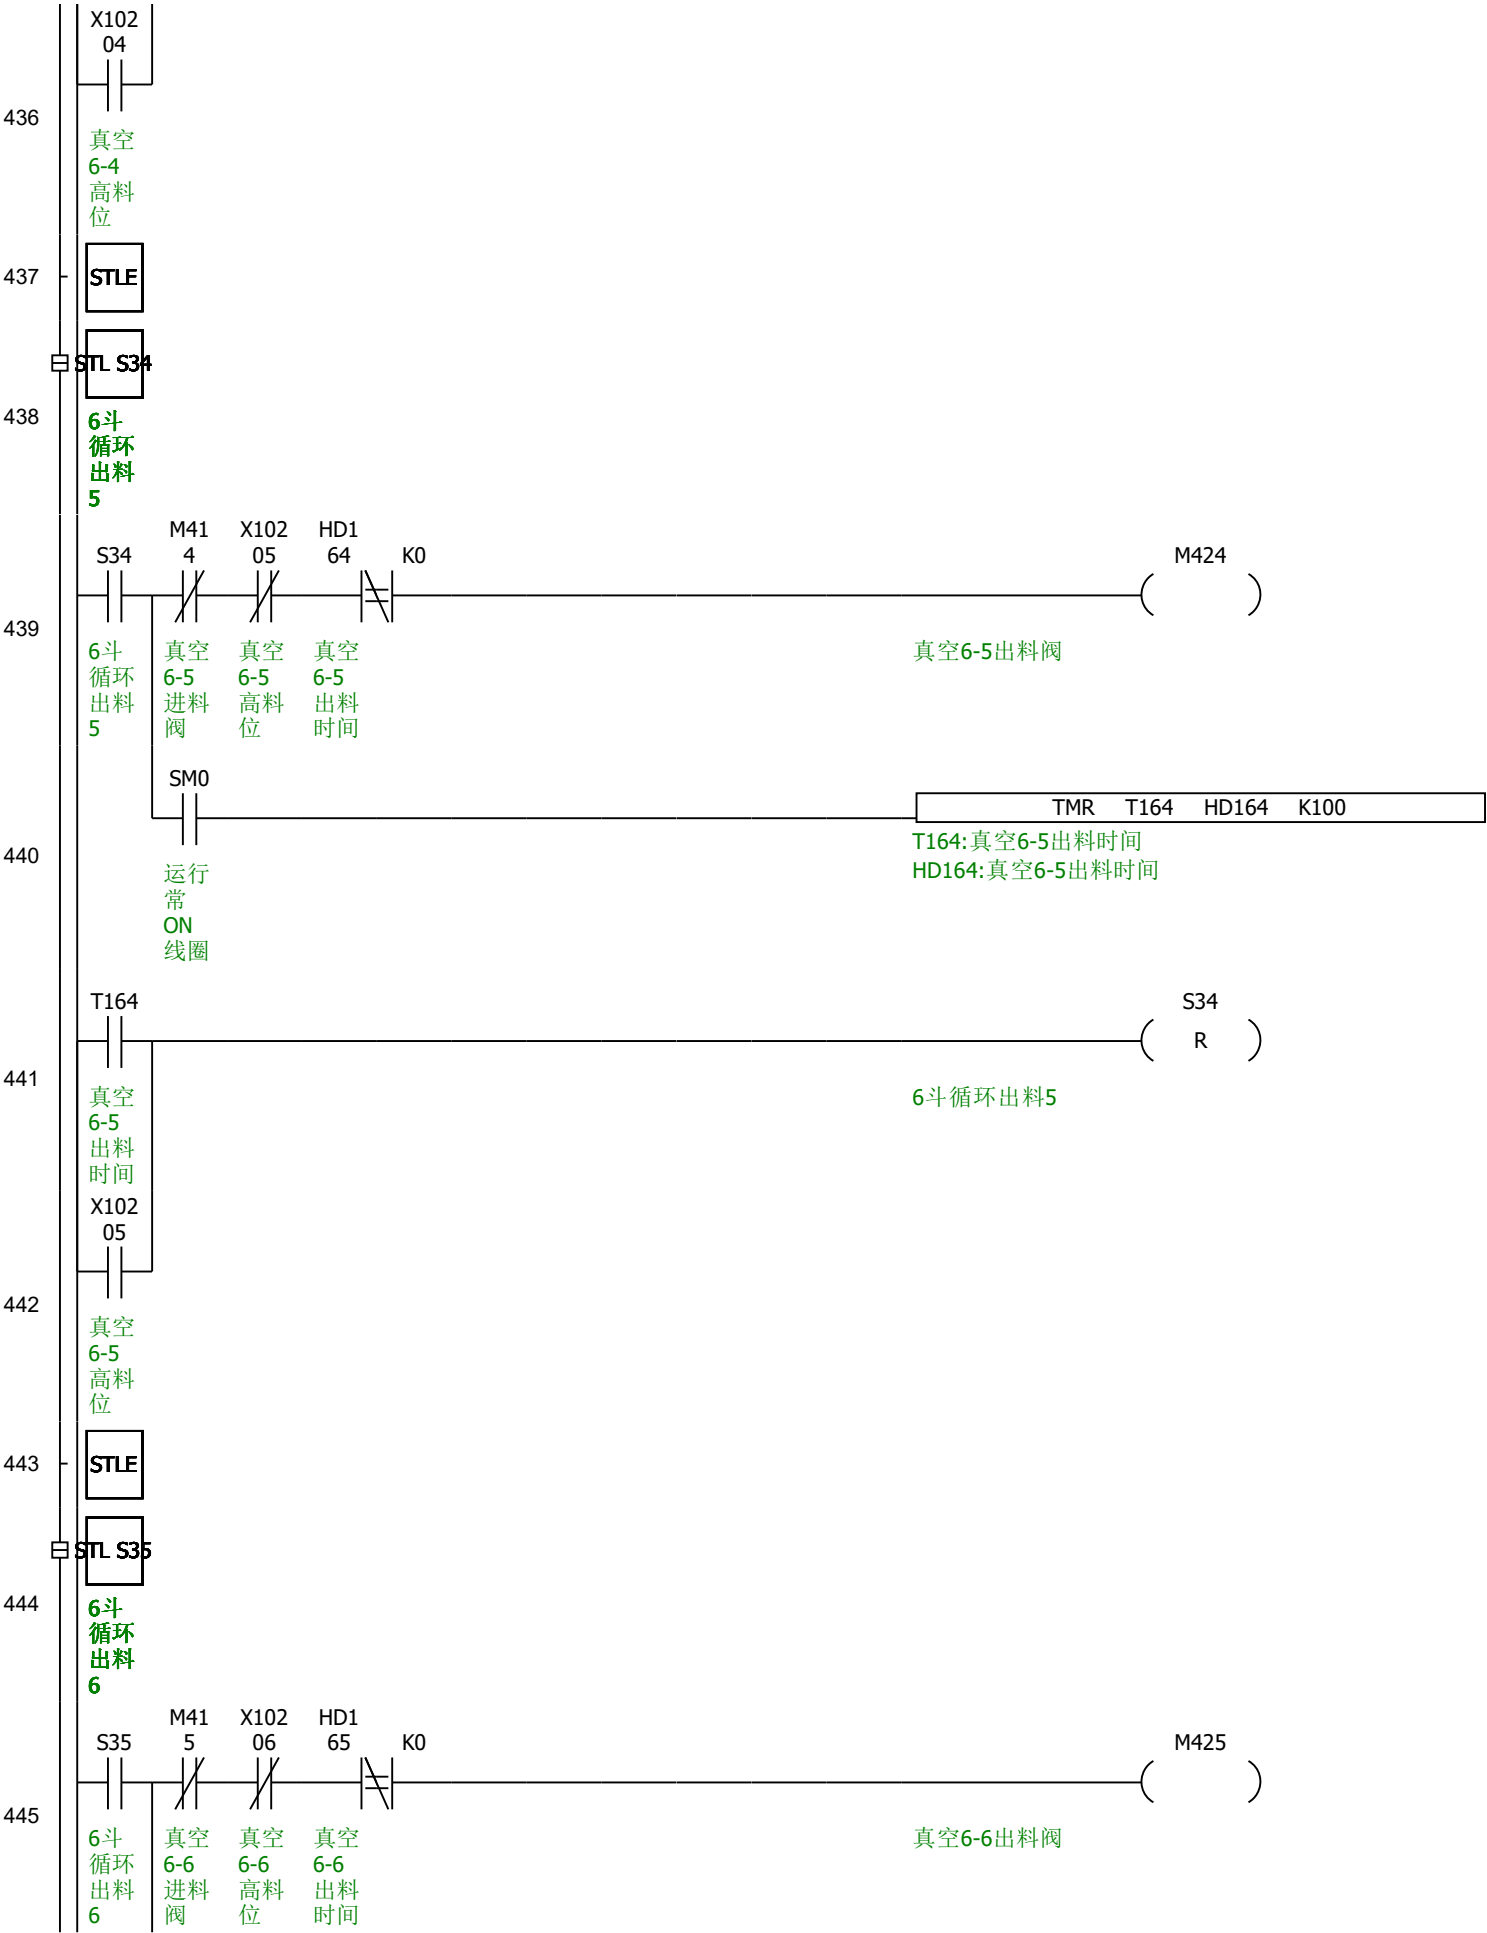 X102
04
436
真空
6-4
高料
位
437
STLE
STL S34
438
6斗
循环
出料
5
M41 X102 HD1
S34 4 05 64 K0 M424
439
6斗 真空 真空 真空 真空6-5出料阀
循环 6-5 6-5 6-5
出料 进料 高料 出料
5 阀 位 时间
SM0
TMR T164 HD164 K100
T164:真空6-5出料时间
440
HD164:真空6-5出料时间
运行
常
ON
线圈
T164 S34
R
441
真空 6斗循环出料5
6-5
出料
时间
X102
05
442
真空
6-5
高料
位
443
STLE
STL S35
444
6斗
循环
出料
6
M41 X102 HD1
S35 5 06 65 K0 M425
445
6斗 真空 真空 真空 真空6-6出料阀
循环 6-6 6-6 6-6
出料 进料 高料 出料
6 阀 位 时间